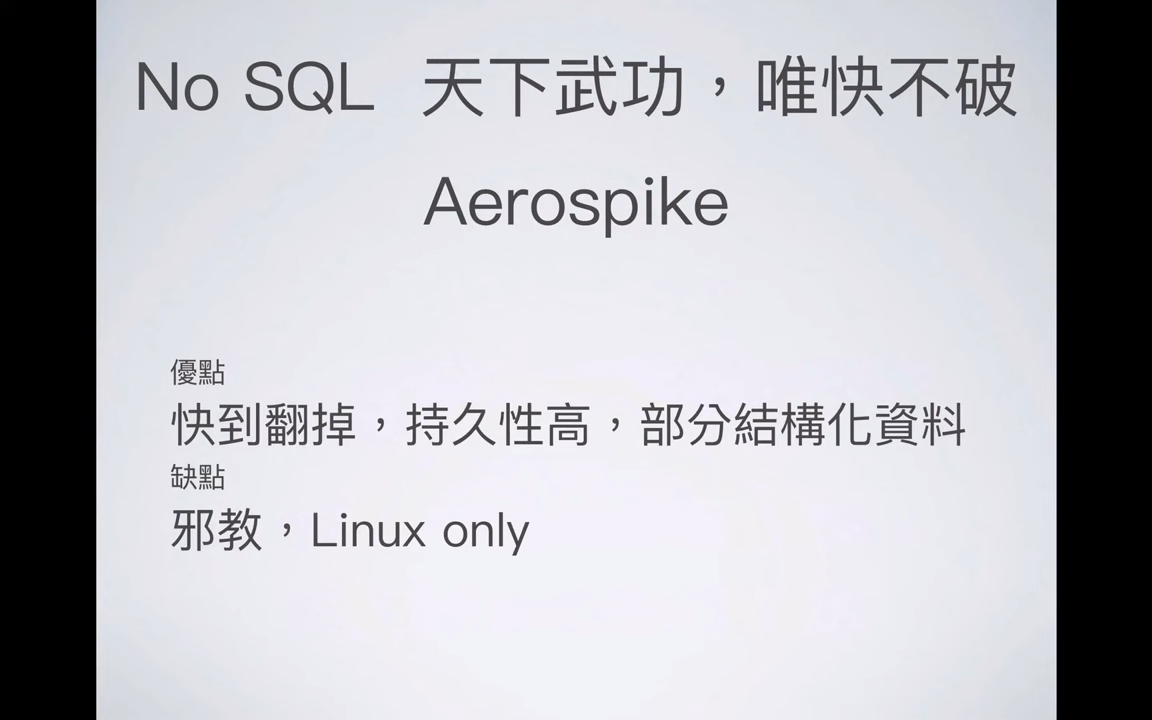 No SQL 天下武功，唯快不破
Aerospike
優點
快到翻掉，持久性高，部分結構化資料
缺點
邪教，Linux only